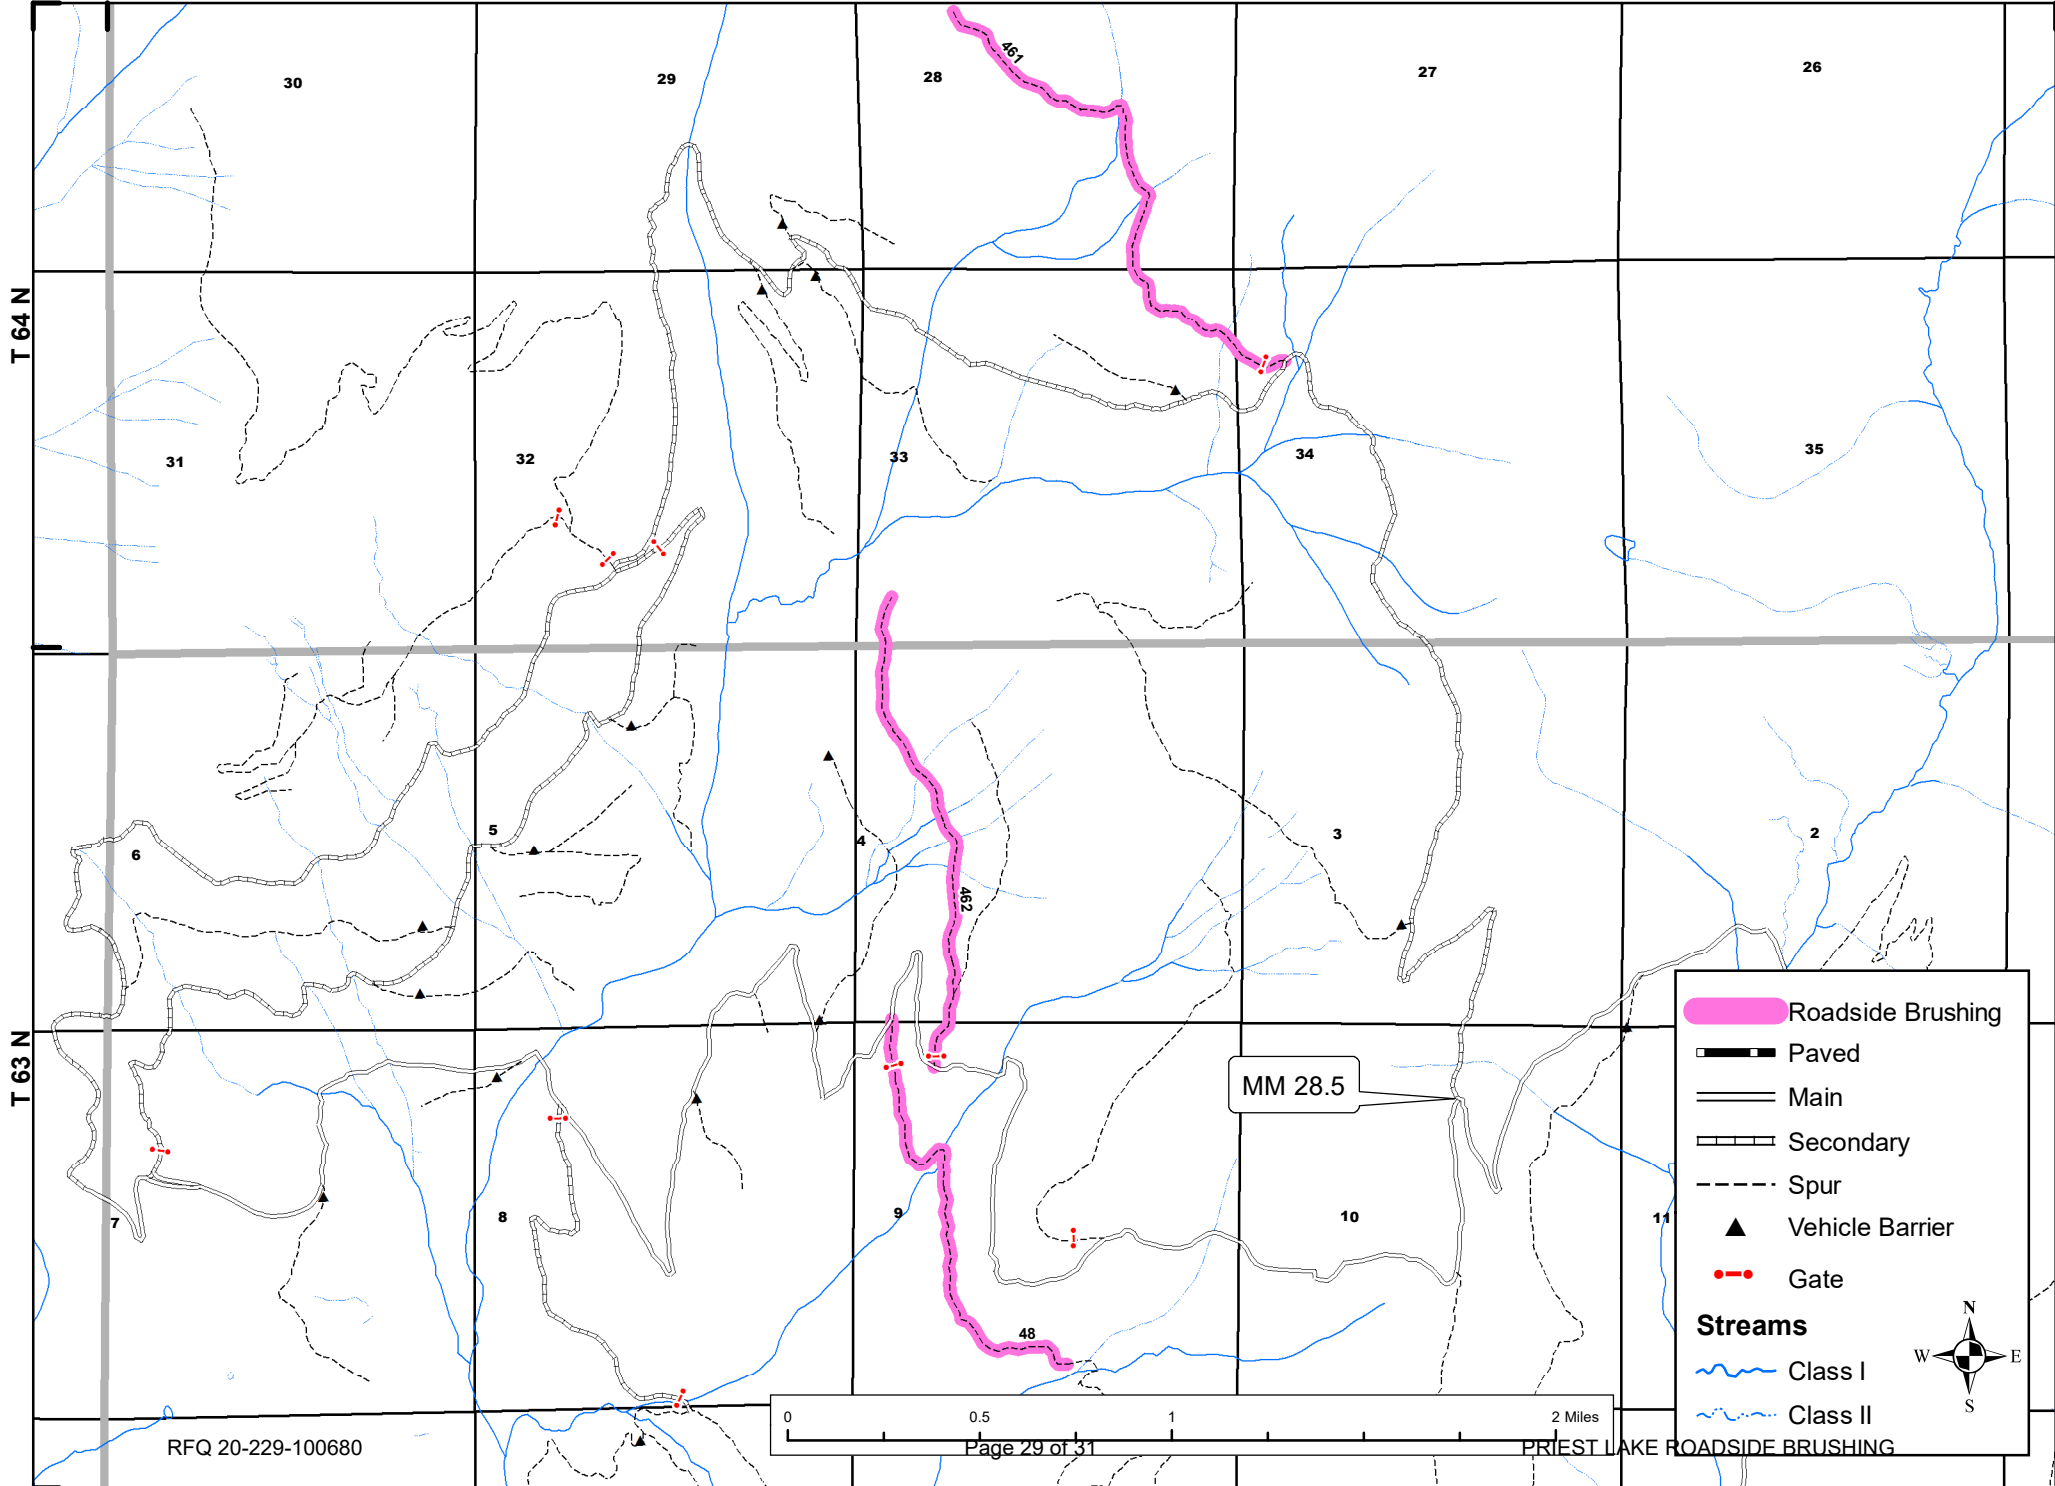 30
29
28
461
27
26
T 64 N
31
32
33
34
35
6
5
4
462
3
2
T 63 N
MM 28.5
7
8
9
48
10
11
Roadside Brushing
Paved
Main
Secondary
Spur
Vehicle Barrier
Gate
Streams
Class I
Class II
N
W E
S
0 0.5 1 2 Miles
RFQ 20-229-100680
Page 29 of 31
PRIEST LAKE ROADSIDE BRUSHING